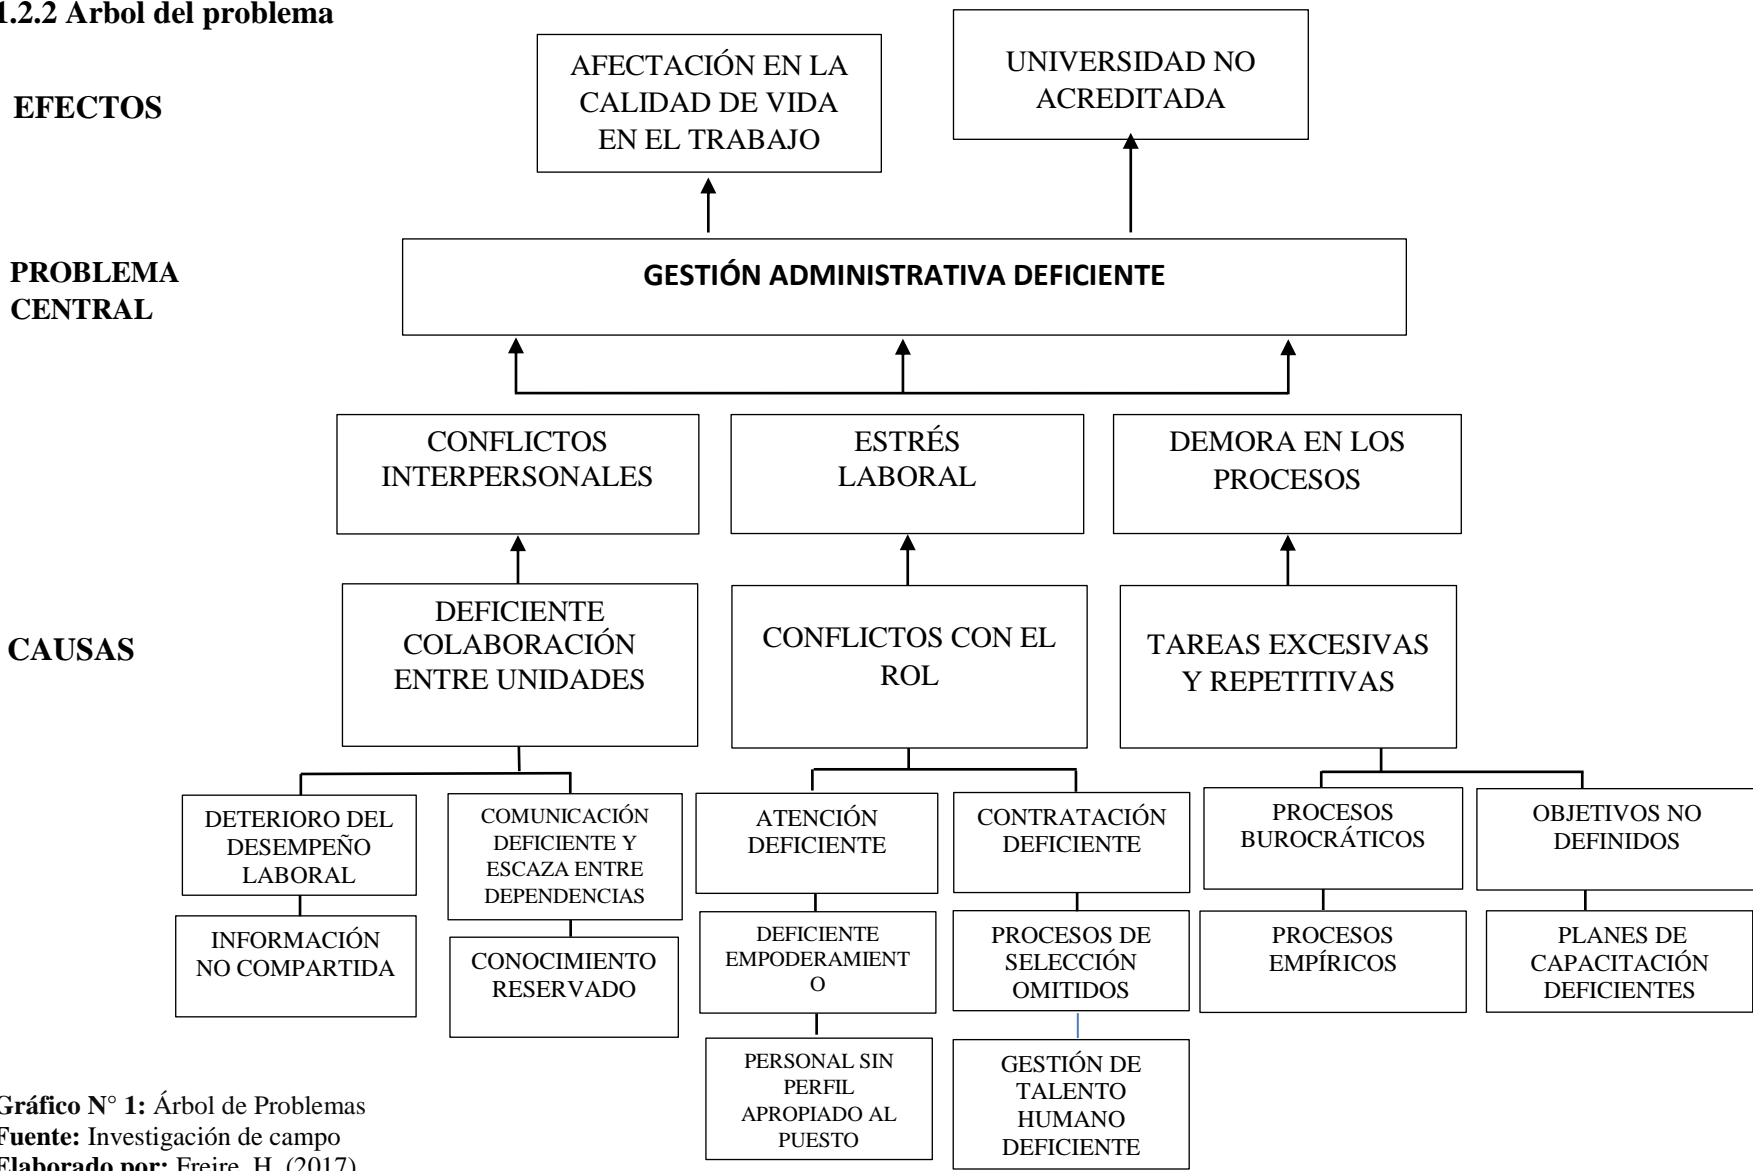 1.2.2 Arbol del problema
EFECTOS
AFECTACIÓN EN LA
CALIDAD DE VIDA
EN EL TRABAJO
UNIVERSIDAD NO
ACREDITADA
PROBLEMA
CENTRAL
GESTIÓN ADMINISTRATIVA DEFICIENTE
CONFLICTOS
INTERPERSONALES
ESTRÉS
LABORAL
DEMORA EN LOS
PROCESOS
CAUSAS
DEFICIENTE
COLABORACIÓN
ENTRE UNIDADES
CONFLICTOS CON EL
ROL
TAREAS EXCESIVAS
Y REPETITIVAS
DETERIORO DEL
DESEMPEÑO
LABORAL
COMUNICACIÓN
DEFICIENTE Y
ESCAZA ENTRE
DEPENDENCIAS
ATENCIÓN
DEFICIENTE
CONTRATACIÓN
DEFICIENTE
PROCESOS
BUROCRÁTICOS
OBJETIVOS NO
DEFINIDOS
INFORMACIÓN
NO COMPARTIDA
CONOCIMIENTO
RESERVADO
DEFICIENTE
EMPODERAMIENT
O
PROCESOS DE
SELECCIÓN
OMITIDOS
PROCESOS
EMPÍRICOS
PLANES DE
CAPACITACIÓN
DEFICIENTES
PERSONAL SIN
PERFIL
APROPIADO AL
PUESTO
GESTIÓN DE
TALENTO
HUMANO
DEFICIENTE
Gráfico N° 1: Árbol de Problemas
Fuente: Investigación de campo
Elaborado por: Freire, H. (2017)